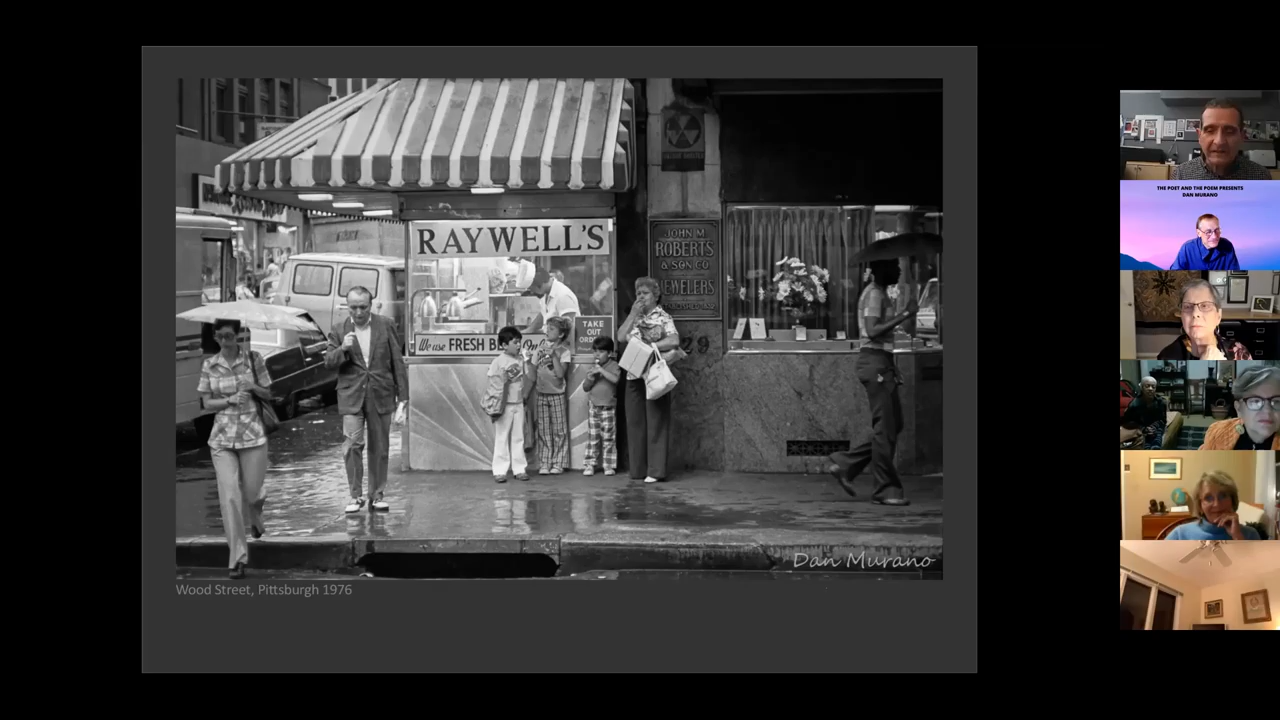 RAYWELL'S
We use FRESH
TAKE
OUT
JOHN M.
ROBERTS
& SON CO
JEWELERS
29
Dan Murano
Wood Street, Pittsburgh 1976
THE POET AND THE POEM PRESENTS
DAN MURANO